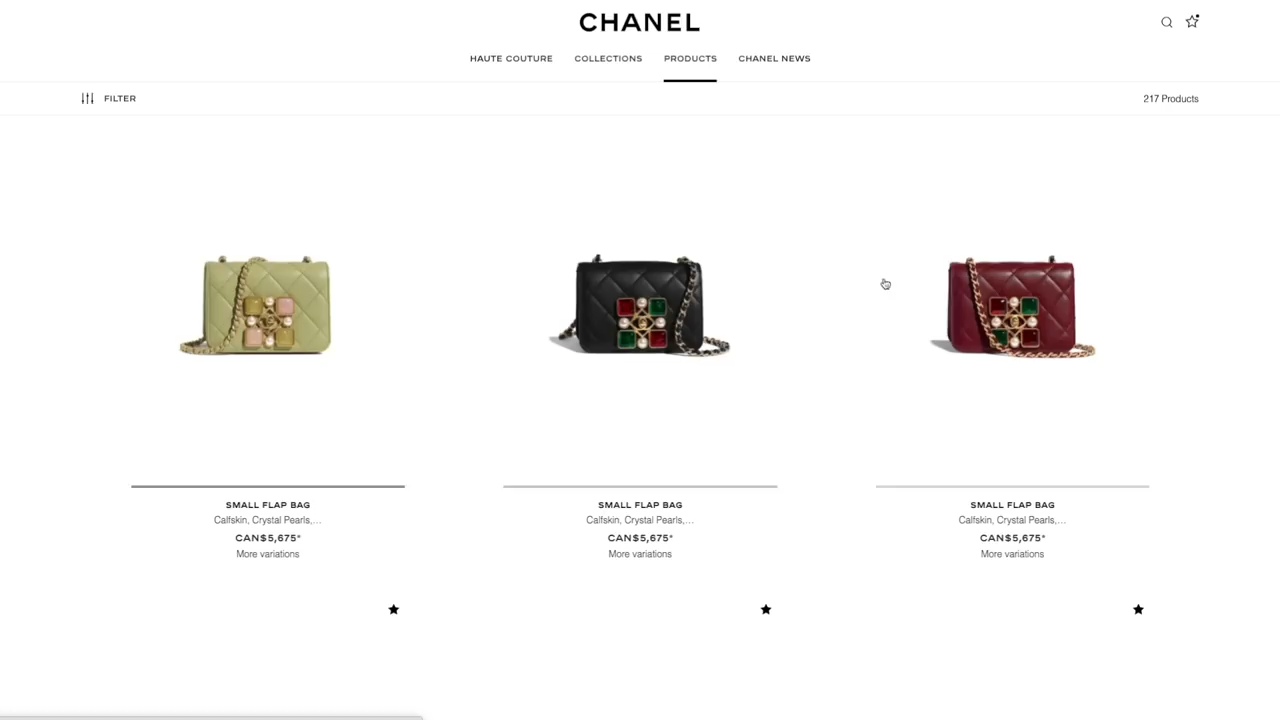 CHANEL
HAUTE COUTURE COLLECTIONS PRODUCTS CHANEL NEWS
FILTER
217 Products
SMALL FLAP BAG
Calfskin, Crystal Pearls,...
CAN$5,675*
More variations
SMALL FLAP BAG
Calfskin, Crystal Pearls,...
CAN$5,675*
More variations
SMALL FLAP BAG
Calfskin, Crystal Pearls,...
CAN$5,675*
More variations